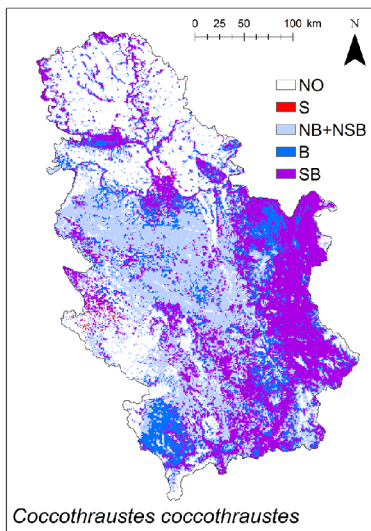 0 25 50 100 km
N
NO
S
NB+NSB
B
SB
Coccothraustes coccothraustes